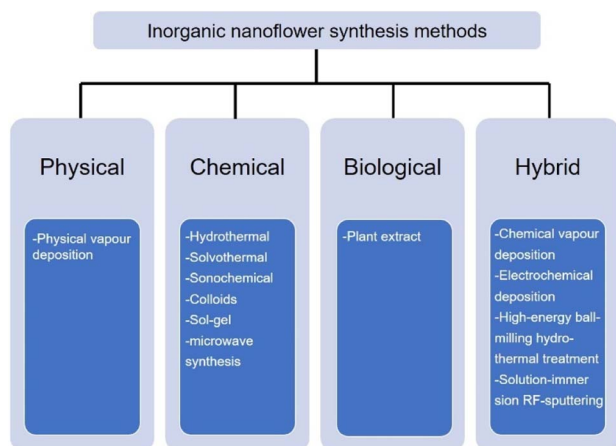 Inorganic nanoflower synthesis methods
Physical
-Physical vapour
deposition
Chemical
-Hydrothermal
-Solvothermal
-Sonochemical
-Colloids
-Sol-gel
-microwave
synthesis
Biological
-Plant extract
Hybrid
-Chemical vapour
deposition
-Electrochemical
deposition
-High-energy ball-
milling hydro-
thermal treatment
-Solution-immer
sion RF-sputtering